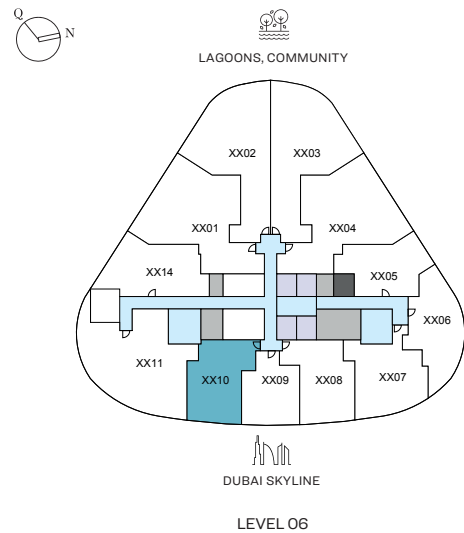 Q
N
LAGOONS, COMMUNITY
XX02
XX03
XX01
XX04
XX14
XX05
XX06
XX11
XX10
XX09
XX08
XX07
DUBAI SKYLINE
LEVEL 06